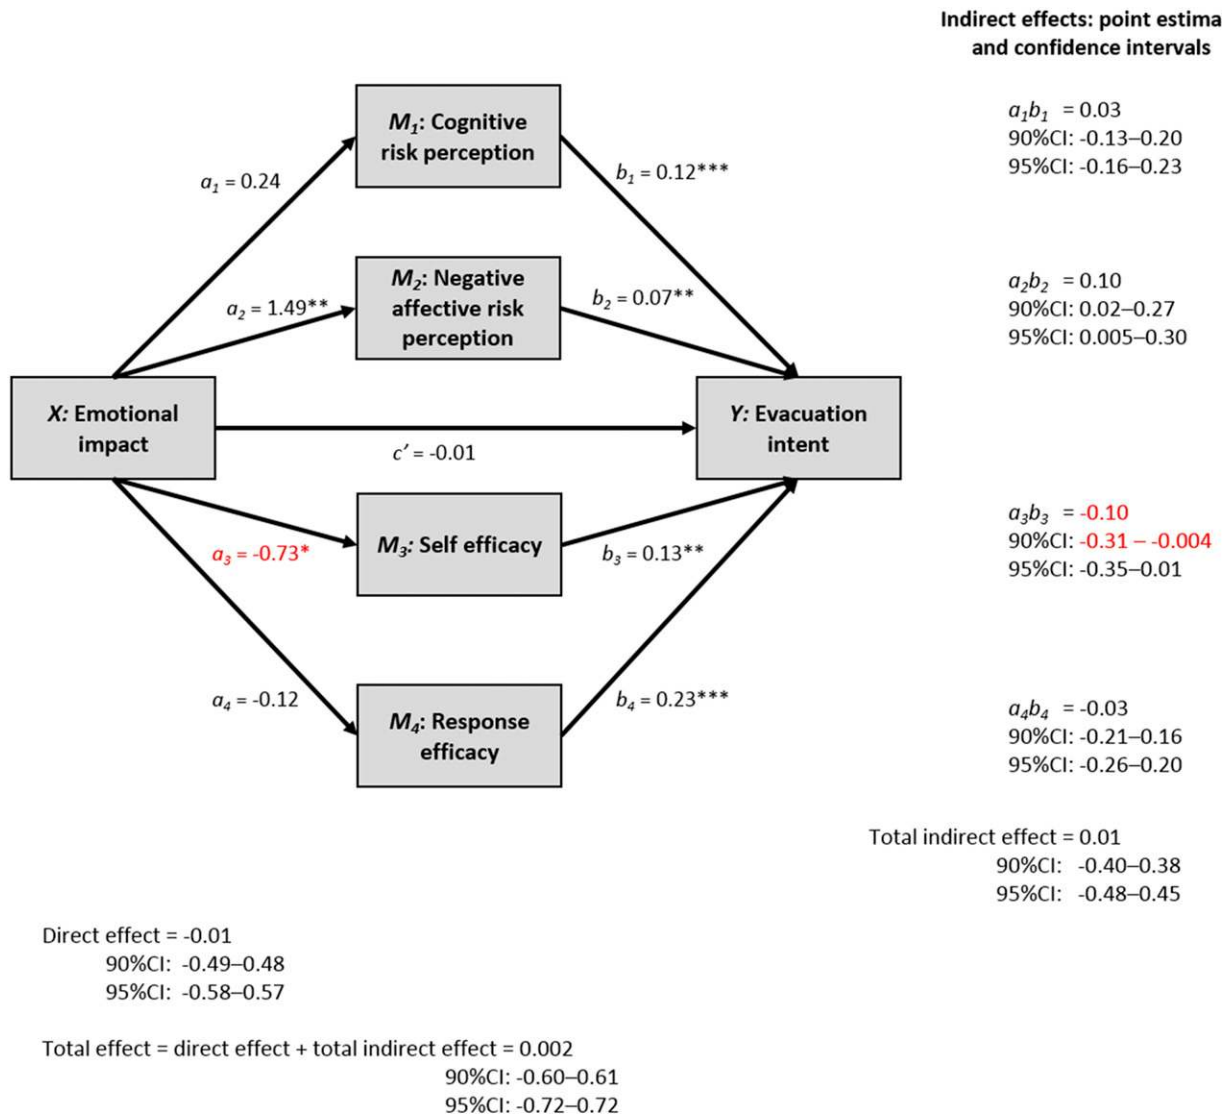 Indirect effects: point estima
and confidence intervals
M1: Cognitive
risk perception
a1b1 = 0.03
90%CI: -0.13–0.20
95%CI: -0.16–0.23
a1 = 0.24
b1 = 0.12***
M2: Negative
affective risk
perception
a2b2 = 0.10
90%CI: 0.02–0.27
95%CI: 0.005–0.30
a2 = 1.49**
b2 = 0.07**
X: Emotional
impact
Y: Evacuation
intent
c′ = -0.01
M3: Self efficacy
a3 = -0.73*
b3 = 0.13**
a3b3 = -0.10
90%CI: -0.31 – -0.004
95%CI: -0.35–0.01
a4 = -0.12
b4 = 0.23***
M4: Response
efficacy
a4b4 = -0.03
90%CI: -0.21–0.16
95%CI: -0.26–0.20
Total indirect effect = 0.01
90%CI: -0.40–0.38
95%CI: -0.48–0.45
Direct effect = -0.01
90%CI: -0.49–0.48
95%CI: -0.58–0.57
Total effect = direct effect + total indirect effect = 0.002
90%CI: -0.60–0.61
95%CI: -0.72–0.72